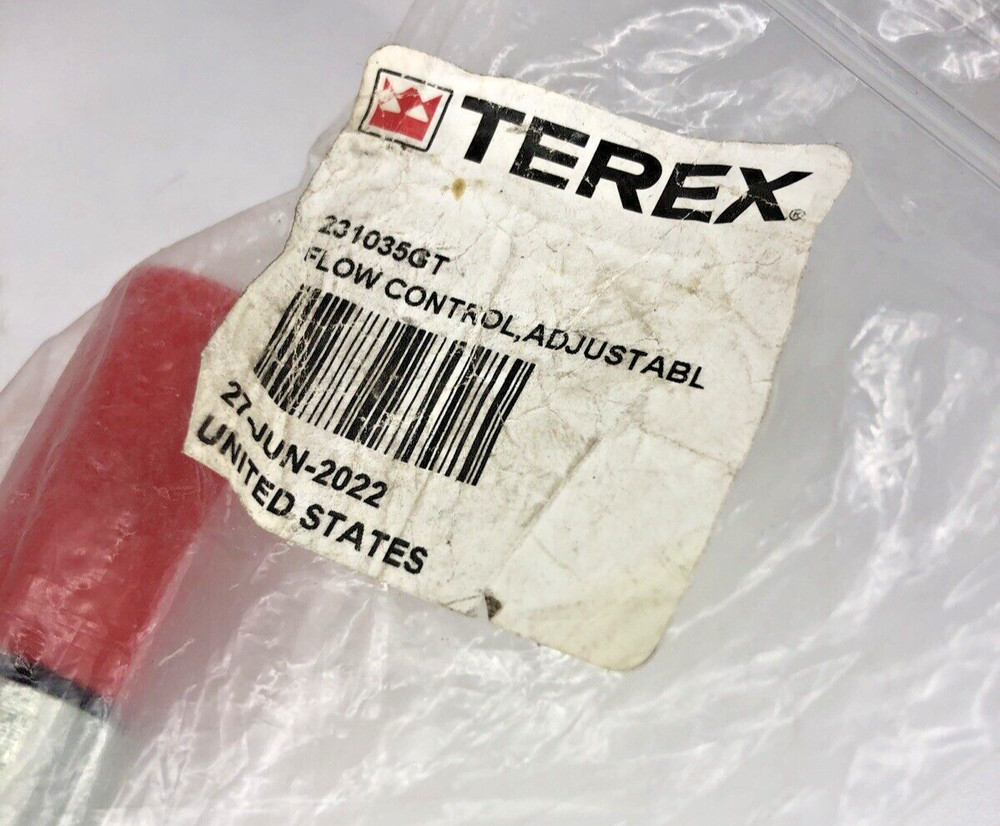 TEREX®
231035GT
FLOW CONTROL,ADJUSTABL
27-JUN-2022
UNITED STATES